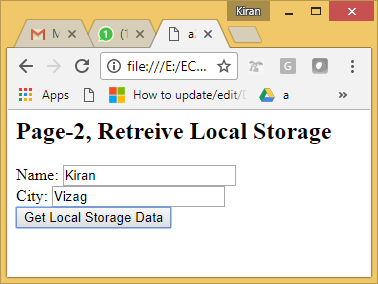 Kiran
M
1 (1
a
file:///E:/EC...
G
Apps
How to update/edit/
a
»
Page-2, Retreive Local Storage
Name: Kiran
City: Vizag
Get Local Storage Data